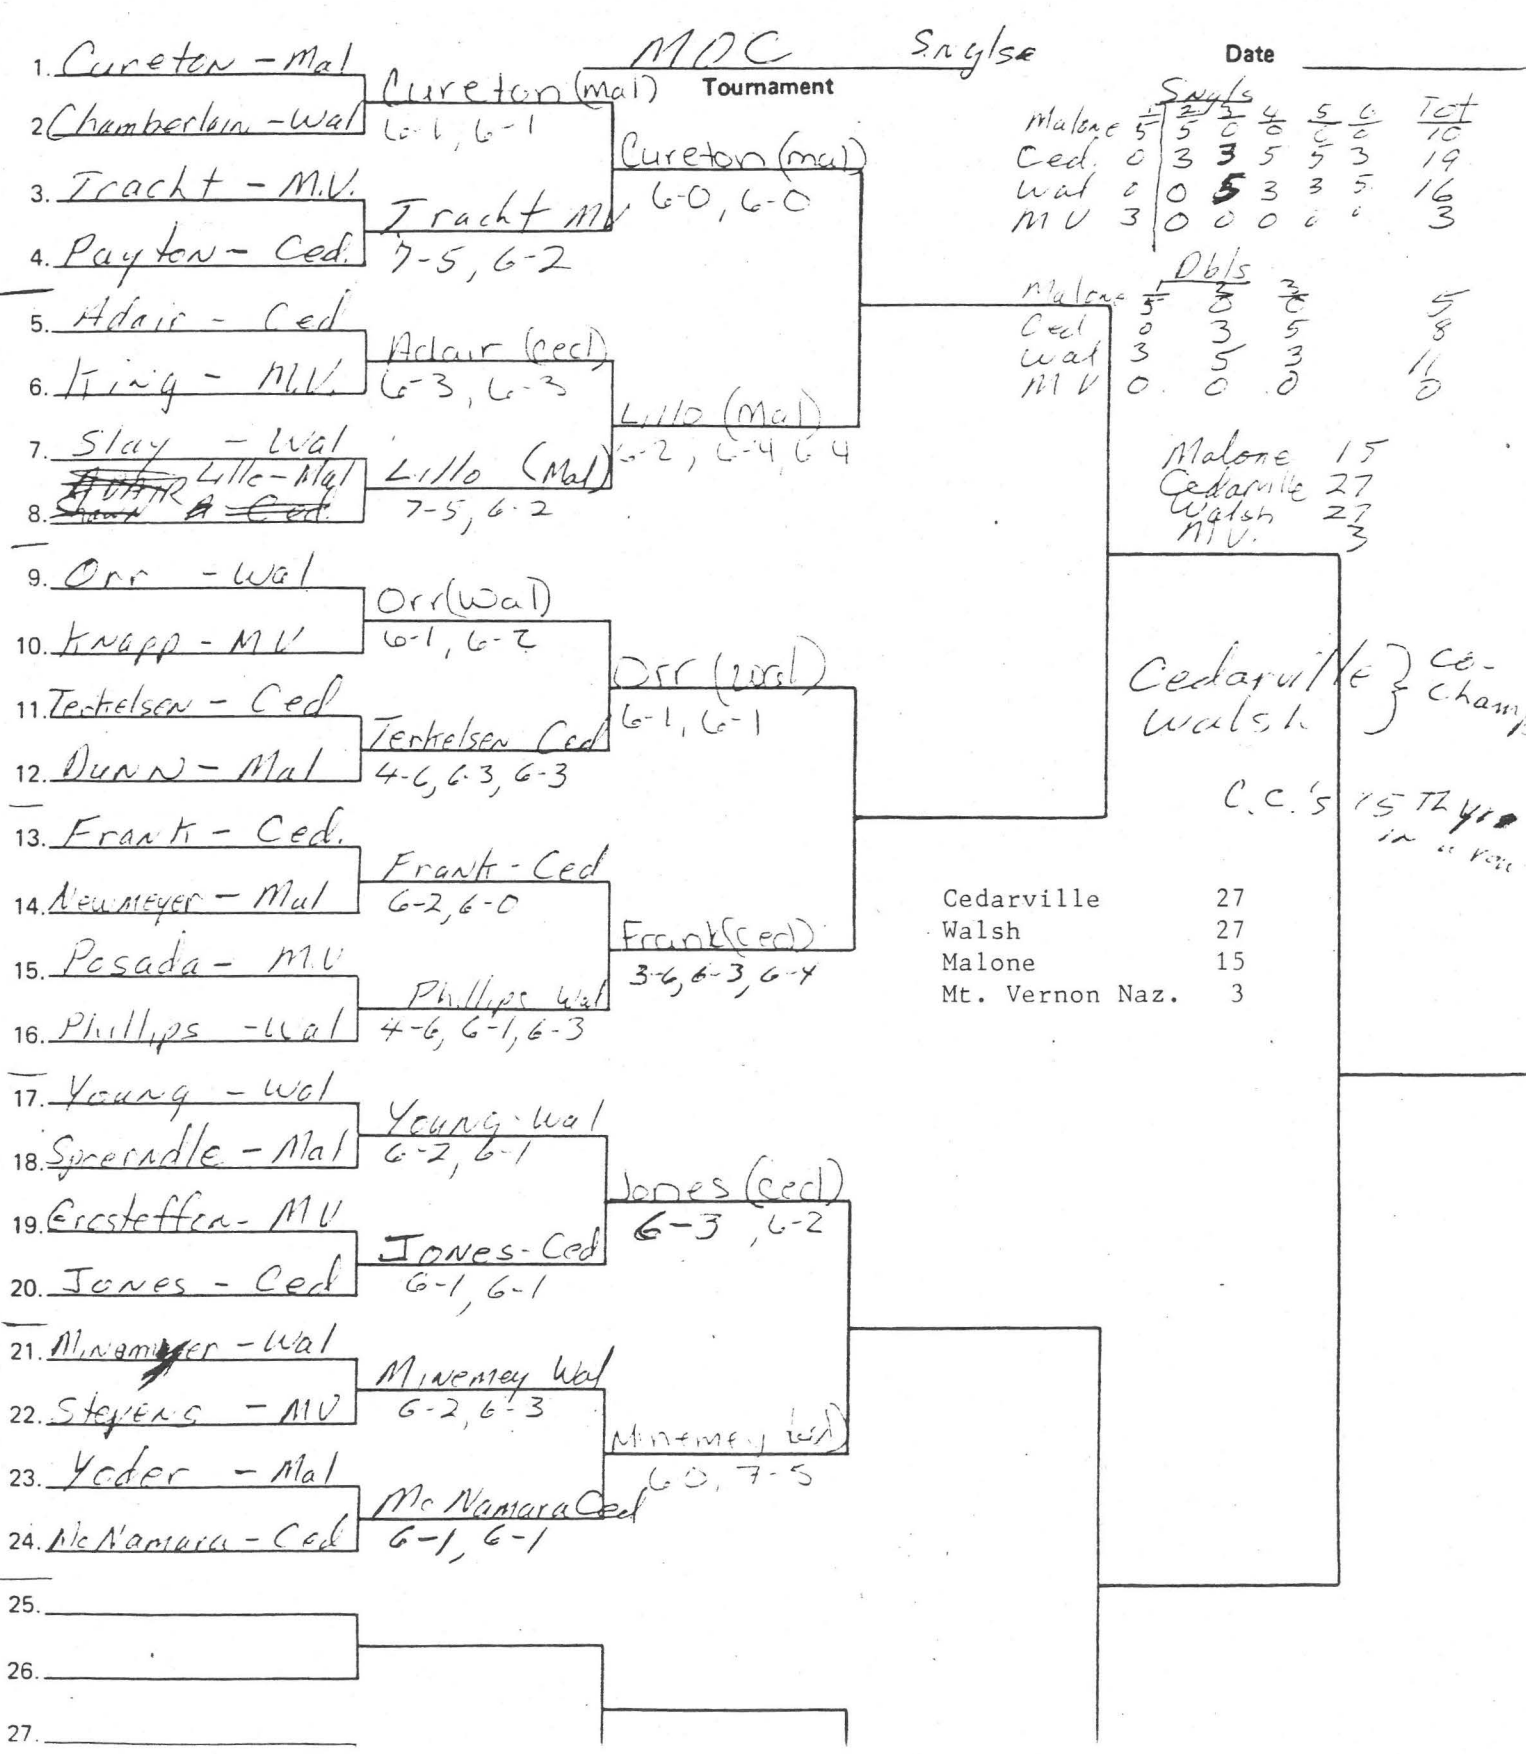 MOC Snglse
Tournament
Date
1. Cureton - Mal
2. Chamberlain - Wal
3. Tracht - M.V.
4. Payton - Ced.
5. Adair - Ced
6. King - M.V.
7. Slay - Wal
Lillo - Mal
8. Ced.
9. Orr - Wal
10. Knapp - MV
11. Terkelsen - Ced
12. Dunn - Mal
13. Frank - Ced.
14. Newmeyer - Mal
15. Posada - M.V
16. Phillips - Wal
17. Young - Wal
18. - Mal
19. - MV
20. Jones - Ced
21. - Wal
22. Stevens - MV
23. Yoder - Mal
24. McNamara - Ced
25.
26.
27.
Cureton (mal)
6-1, 6-1
Tracht MV
7-5, 6-2
Adair (ced)
6-3, 6-3
Lillo (Mal)
7-5, 6-2
Orr (Wal)
6-1, 6-2
Terkelsen Ced
4-6, 6-3, 6-3
Frank - Ced
6-2, 6-0
Phillips Wal
4-6, 6-1, 6-3
Young - Wal
6-2, 6-1
Jones - Ced
6-1, 6-1
Minemey Wal
6-2, 6-3
McNamara Ced
6-1, 6-1
Cureton (mal)
6-0, 6-0
Lillo (Mal)
6-2, 6-4, 6-4
Orr (Wal)
6-1, 6-1
Frank (Ced)
3-6, 6-3, 6-4
Jones (ced)
6-3, 6-2
Minemey Wal)
6-0, 7-5
Sngls
1 2 3 4 5 6 Tot
Malone 5 5 0 0 0 0 10
Ced. 0 3 3 5 5 3 19
Wal 0 0 5 3 3 5 16
MV 3 0 0 0 0 0 3
Dbls
Malone 5 0 0 5
Ced 0 3 5 8
Wal 3 5 3 11
MV 0 0 0 0
Malone 15
Cedarville 27
Walsh 27
M.V. 3
Cedarville } Co-
Walsh Champs
C.C.'s 15 TH yr
in a row
Cedarville 27
Walsh 27
Malone 15
Mt. Vernon Naz. 3